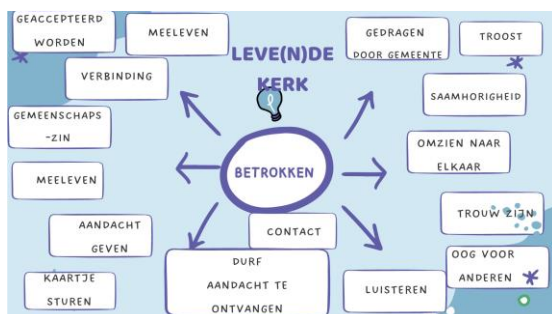 GEACCEPTEERD
WORDEN
MEELEVEN
VERBINDING
GEMEENSCHAPS
-ZIN
MEELEVEN
AANDACHT
GEVEN
KAARTJE
STUREN
LEVE(N)DE
KERK
BETROKKEN
CONTACT
DURF
AANDACHT TE
ONTVANGEN
GEDRAGEN
DOOR GEMEENTE
TROOST
SAAMHORIGHEID
OMZIEN NAAR
ELKAAR
TROUW ZIJN
OOG VOOR
ANDEREN
LUISTEREN